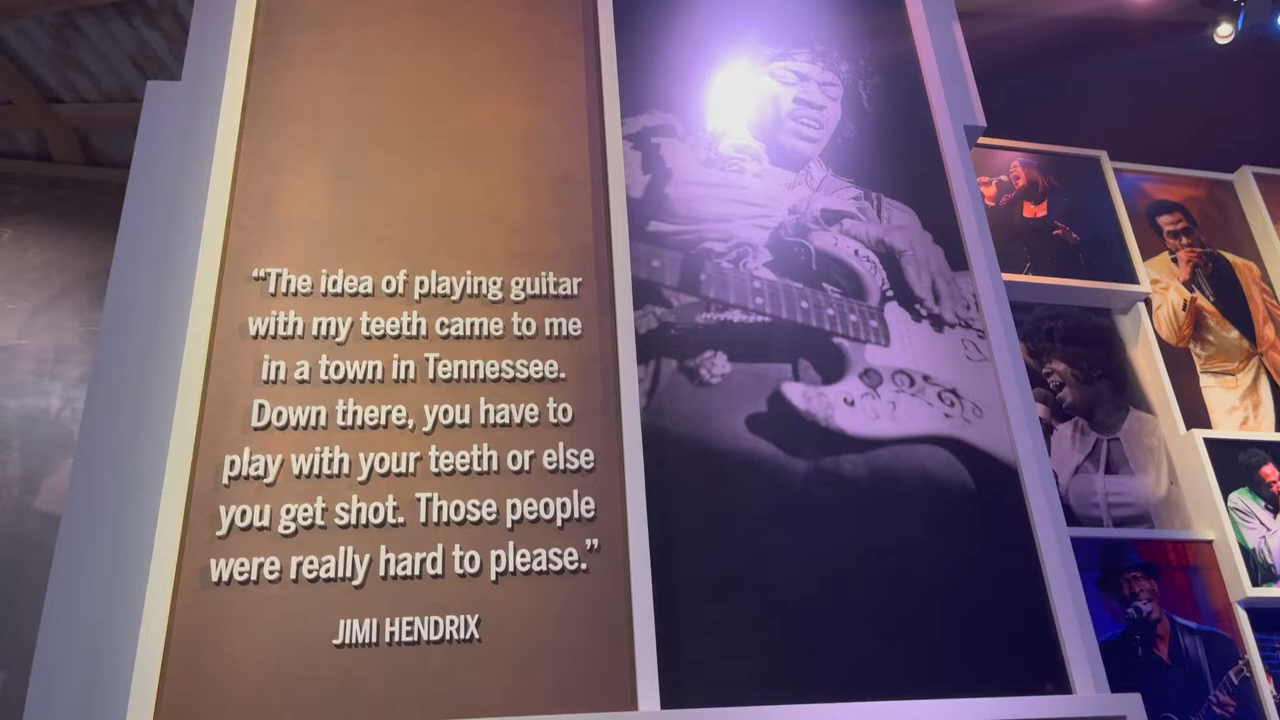 “The idea of playing guitar
with my teeth came to me
in a town in Tennessee.
Down there, you have to
play with your teeth or else
you get shot. Those people
were really hard to please.”
JIMI HENDRIX